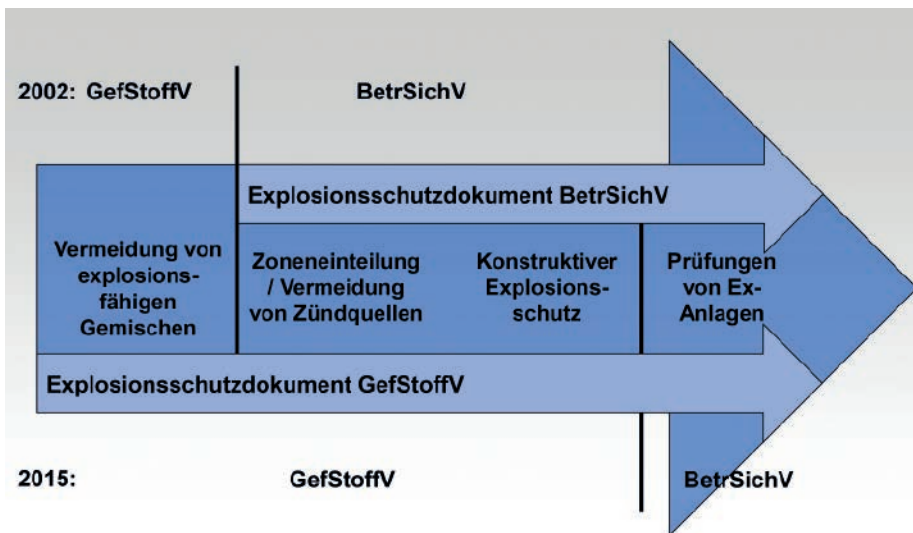 2002: GefStoffV BetrSichV
Explosionsschutzdokument BetrSichV
Vermeidung von
explosions-
fähigen
Gemischen
Zoneneinteilung
/ Vermeidung
von Zündquellen
Konstruktiver
Explosions-
schutz
Prüfungen
von Ex-
Anlagen
Explosionsschutzdokument GefStoffV
2015: GefStoffV BetrSichV